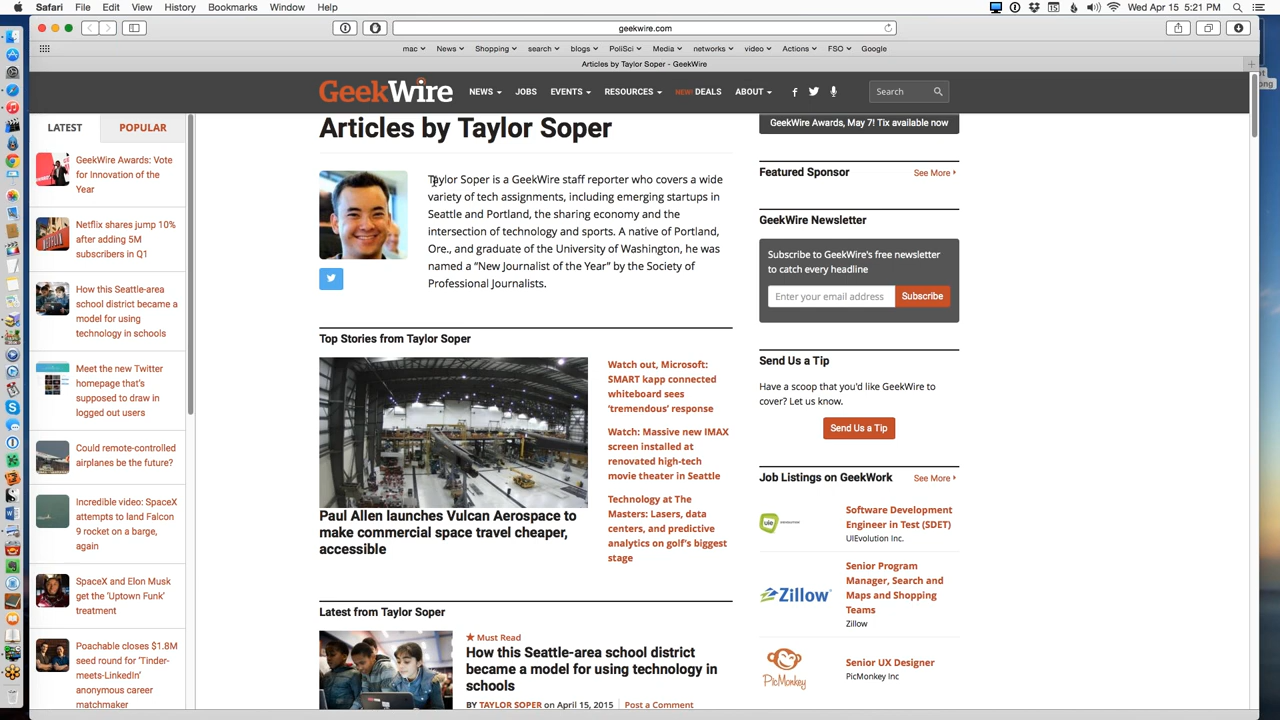 Safari File Edit View History Bookmarks Window Help
Wed Apr 15 5:21 PM
geekwire.com
mac News Shopping search blogs PoliSci Media networks video Actions FSO Google
Articles by Taylor Soper - GeekWire
GeekWire NEWS JOBS EVENTS RESOURCES NEW! DEALS ABOUT Search
LATEST POPULAR
GeekWire Awards: Vote
for Innovation of the
Year
Netflix shares jump 10%
after adding 5M
subscribers in Q1
How this Seattle-area
school district became a
model for using
technology in schools
Meet the new Twitter
homepage that's
supposed to draw in
logged out users
Could remote-controlled
airplanes be the future?
Incredible video: SpaceX
attempts to land Falcon
9 rocket on a barge,
again
SpaceX and Elon Musk
get the 'Uptown Funk'
treatment
Poachable closes $1.8M
seed round for 'Tinder-
meets-LinkedIn'
anonymous career
matchmaker
Articles by Taylor Soper
Taylor Soper is a GeekWire staff reporter who covers a wide
variety of tech assignments, including emerging startups in
Seattle and Portland, the sharing economy and the
intersection of technology and sports. A native of Portland,
Ore., and graduate of the University of Washington, he was
named a “New Journalist of the Year” by the Society of
Professional Journalists.
Top Stories from Taylor Soper
Paul Allen launches Vulcan Aerospace to
make commercial space travel cheaper,
accessible
Watch out, Microsoft:
SMART kapp connected
whiteboard sees
‘tremendous’ response
Watch: Massive new IMAX
screen installed at
renovated high-tech
movie theater in Seattle
Technology at The
Masters: Lasers, data
centers, and predictive
analytics on golf’s biggest
stage
Latest from Taylor Soper
Must Read
How this Seattle-area school district
became a model for using technology in
schools
BY TAYLOR SOPER on April 15, 2015 Post a Comment
GeekWire Awards, May 7! Tix available now
Featured Sponsor See More
GeekWire Newsletter
Subscribe to GeekWire's free newsletter
to catch every headline
Enter your email address Subscribe
Send Us a Tip
Have a scoop that you'd like GeekWire to
cover? Let us know.
Send Us a Tip
Job Listings on GeekWork See More
Software Development
Engineer in Test (SDET)
UIEvolution Inc.
Senior Program
Manager, Search and
Maps and Shopping
Teams
Zillow
Zillow
Senior UX Designer
PicMonkey Inc
PicMonkey